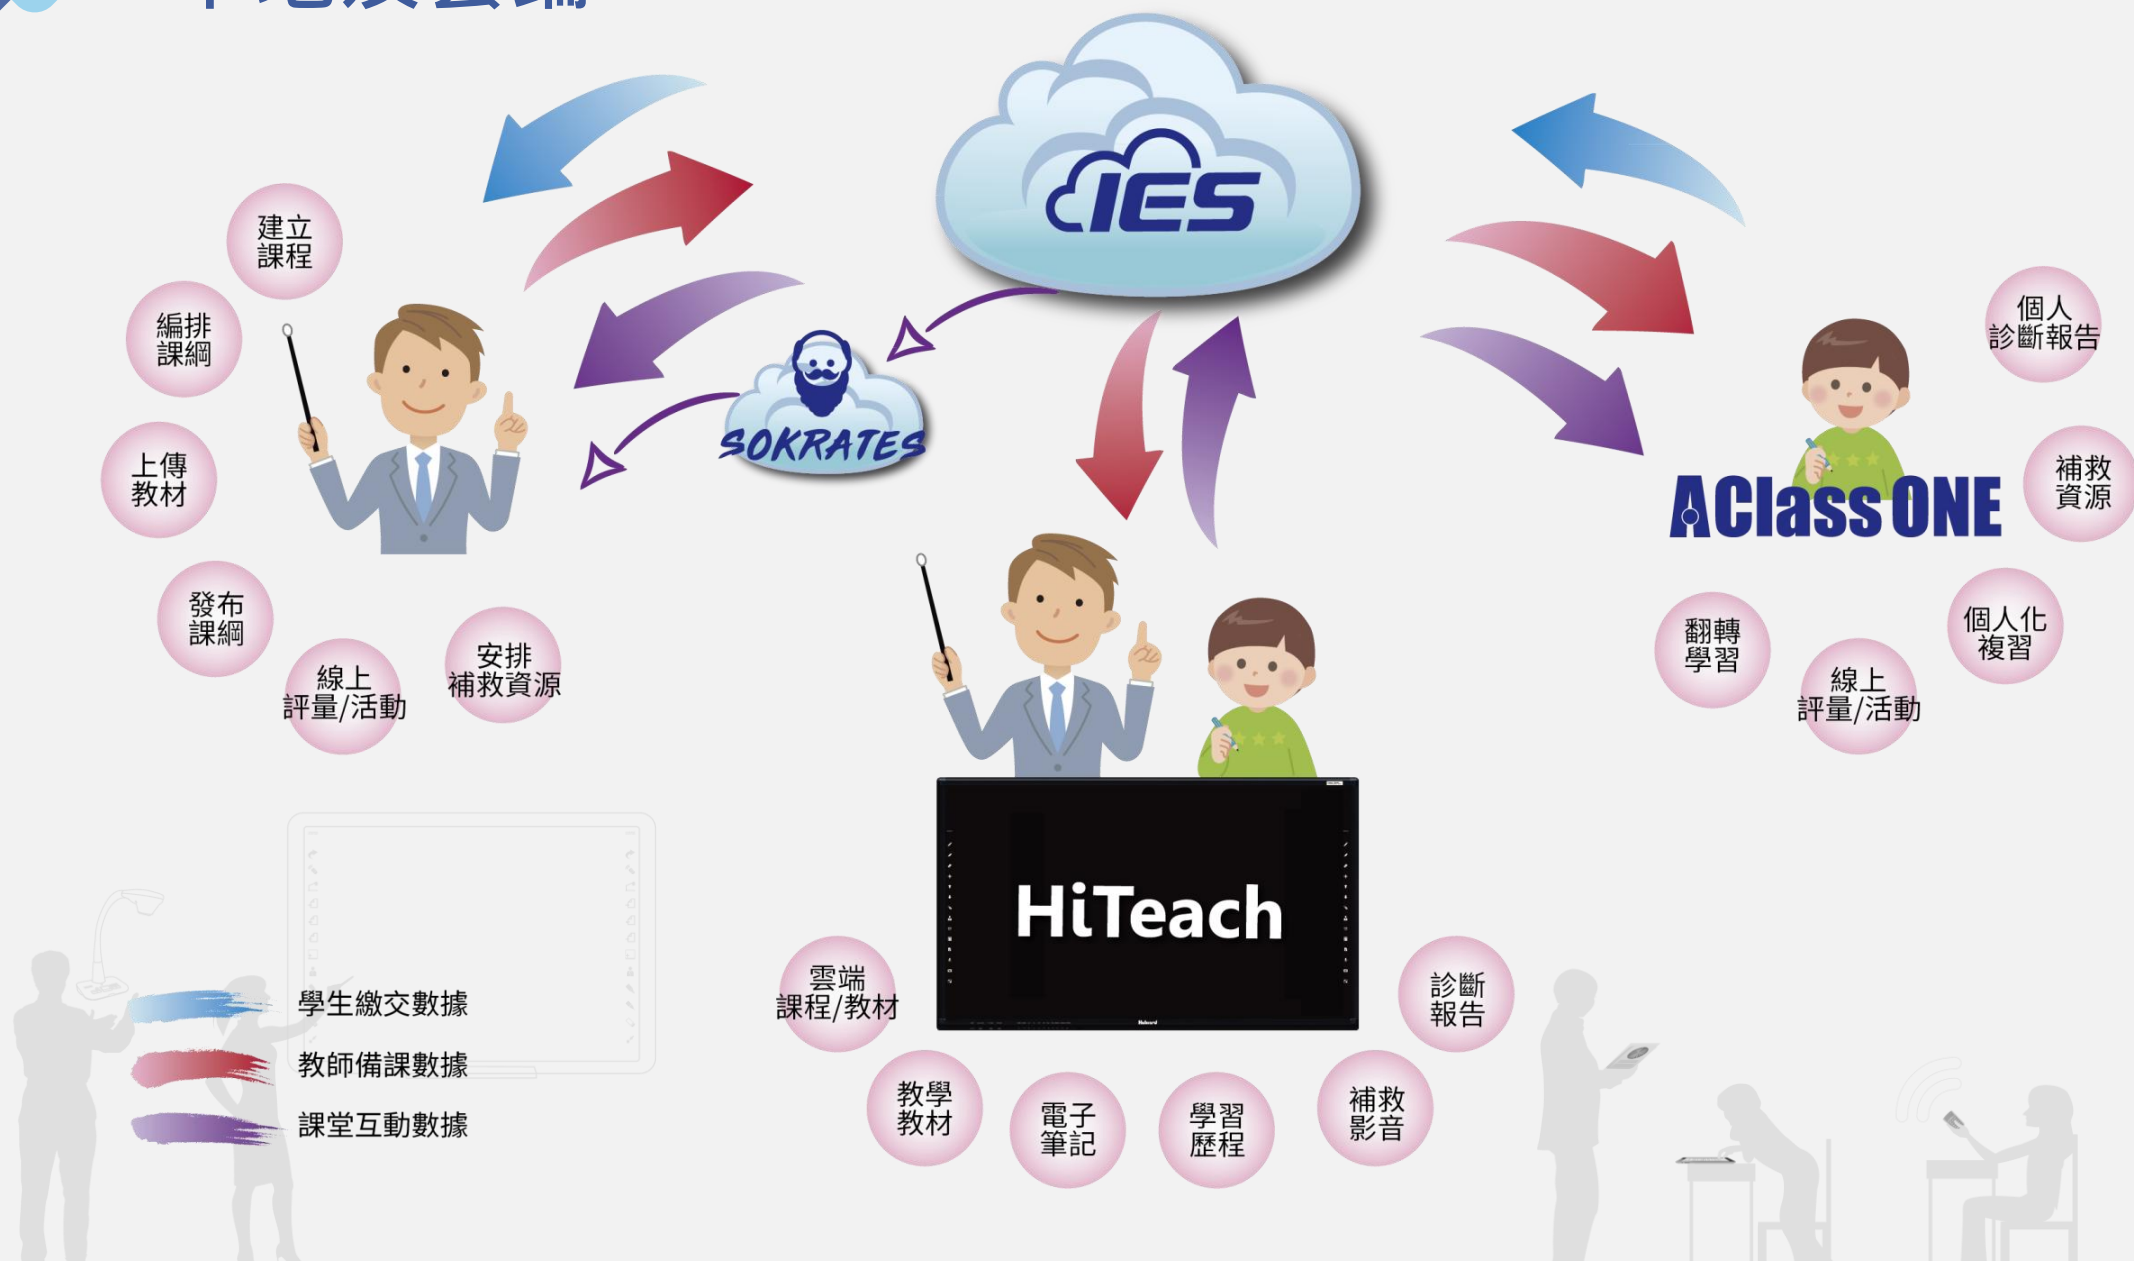 IES
建立
課程
編排
課綱
上傳
教材
發布
課綱
線上
評量/活動
安排
補救資源
SOKRATES
個人
診斷報告
補救
資源
AClass ONE
個人化
複習
翻轉
學習
線上
評量/活動
HiTeach
雲端
課程/教材
教學
教材
電子
筆記
學習
歷程
補救
影音
診斷
報告
學生繳交數據
教師備課數據
課堂互動數據